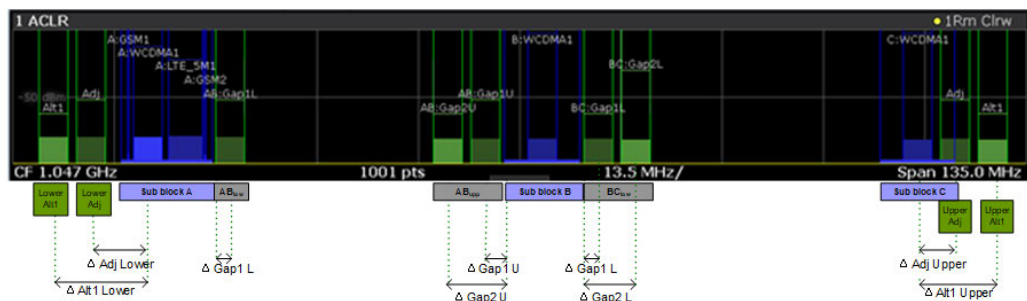 1 ACLR
1Rm Clrw
A:GSM1
A:WCDMA1
A:LTE_5M1
A:GSM2
AB:Gap1L
B:WCDMA1
BC:Gap2L
C:WCDMA1
-50 dBm
Alt1
Adj
AB:Gap1U
AB:Gap2U
BC:Gap1L
Adj
Alt1
CF 1.047 GHz
1001 pts
13.5 MHz/
Span 135.0 MHz
Lower
Alt1
Lower
Adj
Sub block A
ABlow
ABupp
Sub block B
BClow
Sub block C
Upper
Adj
Upper
Alt1
Δ Adj Lower
Δ Gap1 L
Δ Gap1 U
Δ Gap1 L
Δ Adj Upper
Δ Alt1 Lower
Δ Gap2 U
Δ Gap2 L
Δ Alt1 Upper